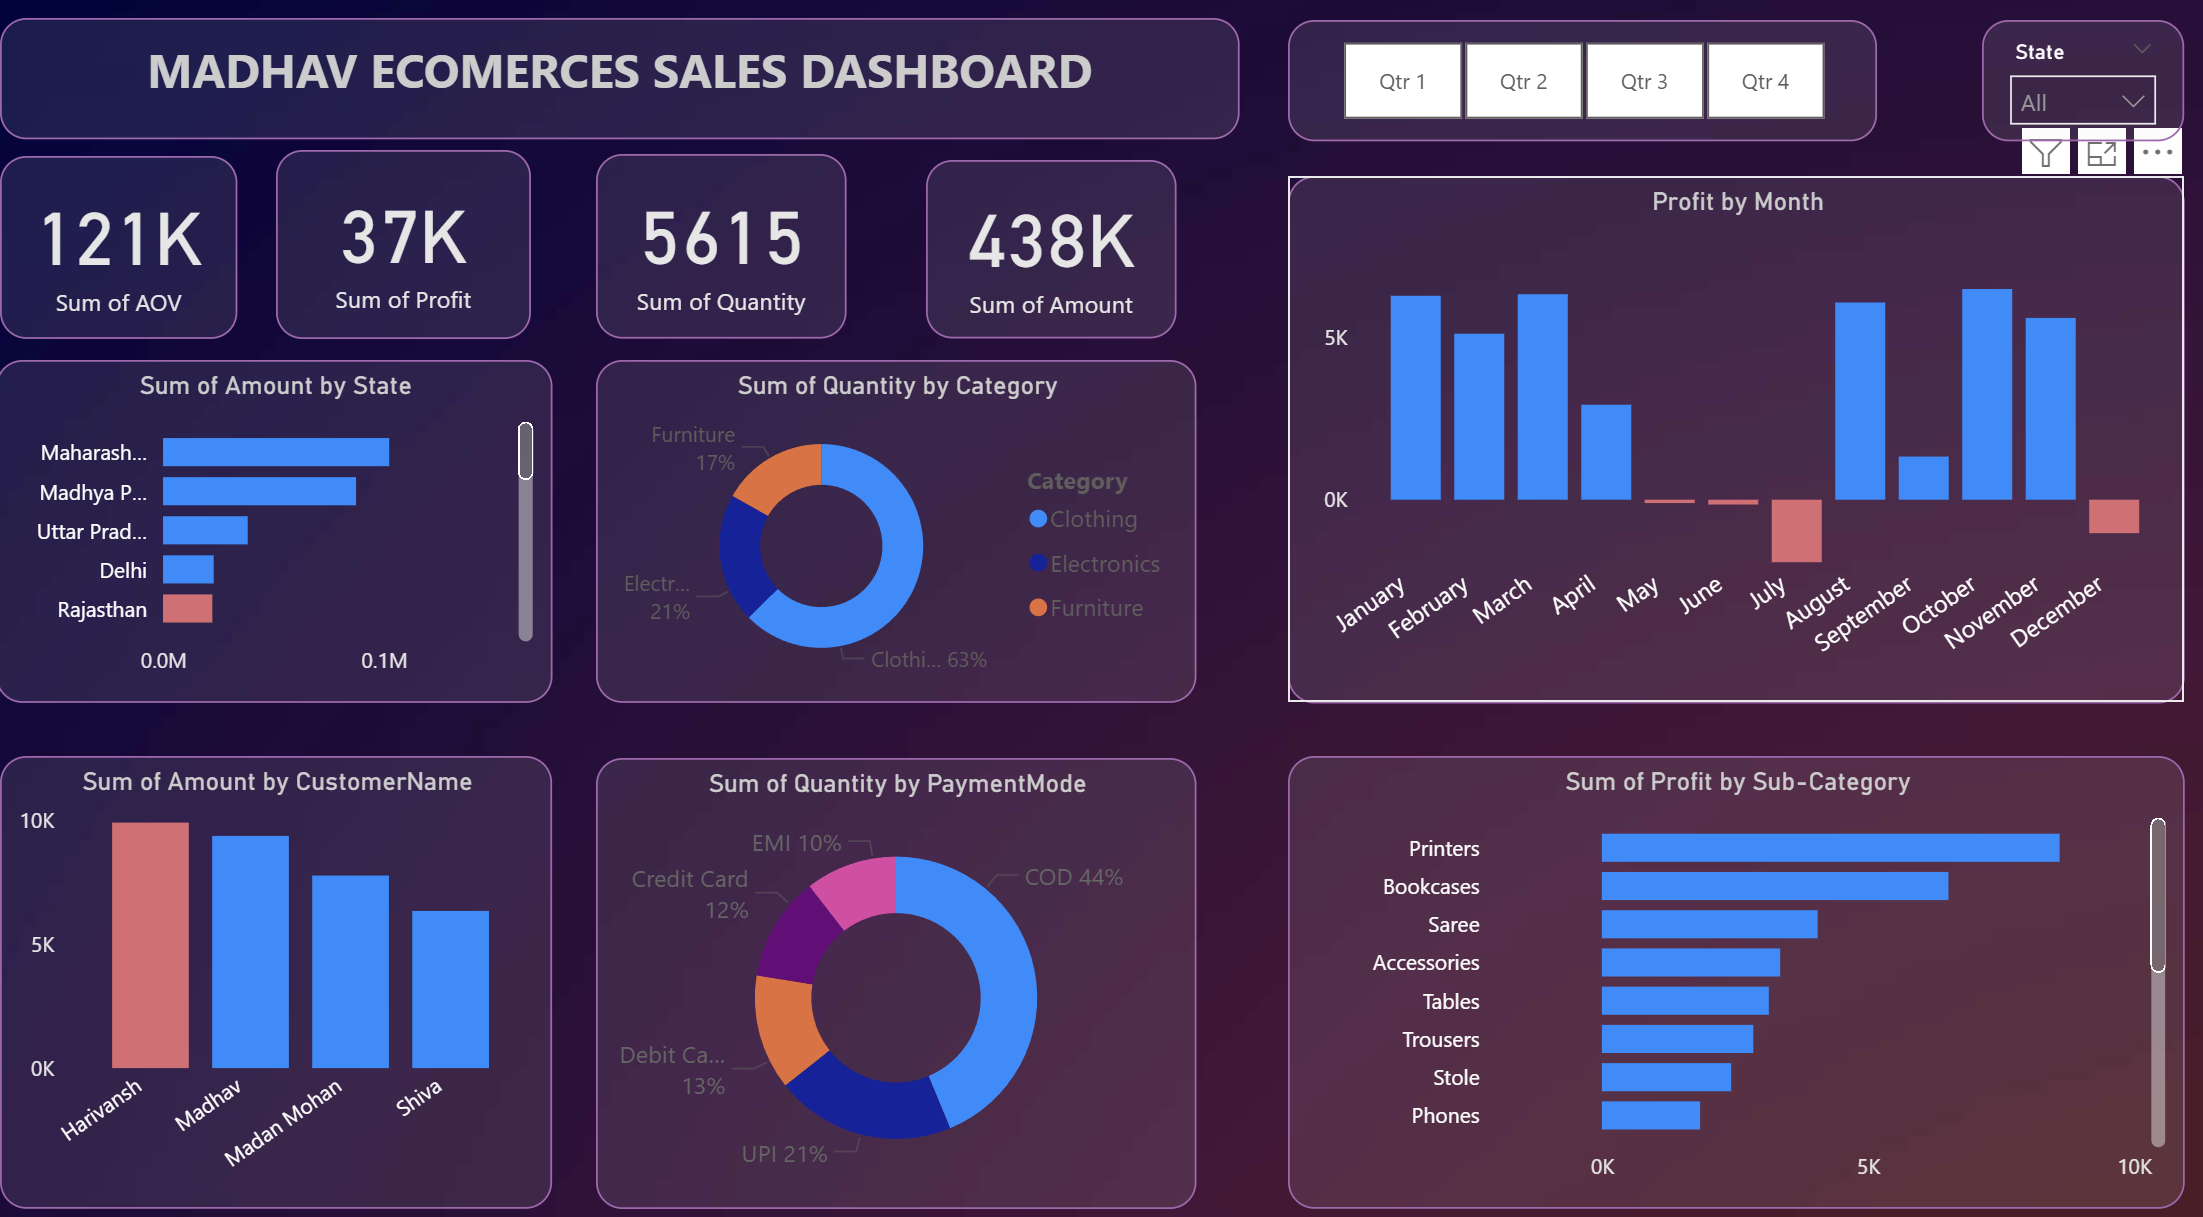 MADHAV ECOMERCES SALES DASHBOARD
Qtr 1
Qtr 2
Qtr 3
Qtr 4
State
All
121K
Sum of AOV
37K
Sum of Profit
5615
Sum of Quantity
438K
Sum of Amount
Profit by Month
5K
0K
January
February
March
April
May
June
July
August
September
October
November
December
Sum of Amount by State
Maharash...
Madhya P...
Uttar Prad...
Delhi
Rajasthan
0.0M
0.1M
Sum of Quantity by Category
Furniture
17%
Electr...
21%
Clothi... 63%
Category
Clothing
Electronics
Furniture
Sum of Amount by CustomerName
10K
5K
0K
Harivansh
Madhav
Madan Mohan
Shiva
Sum of Quantity by PaymentMode
EMI 10%
Credit Card
12%
COD 44%
Debit Ca...
13%
UPI 21%
Sum of Profit by Sub-Category
Printers
Bookcases
Saree
Accessories
Tables
Trousers
Stole
Phones
0K
5K
10K